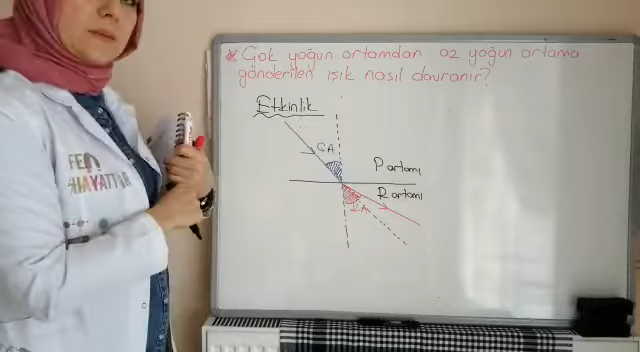 * Çok yoğun ortamdan az yoğun ortama
gönderilen ışık nasıl davranır?
Etkinlik
GA
P ortamı
R ortamı
KA
FEN
HAYATTIR